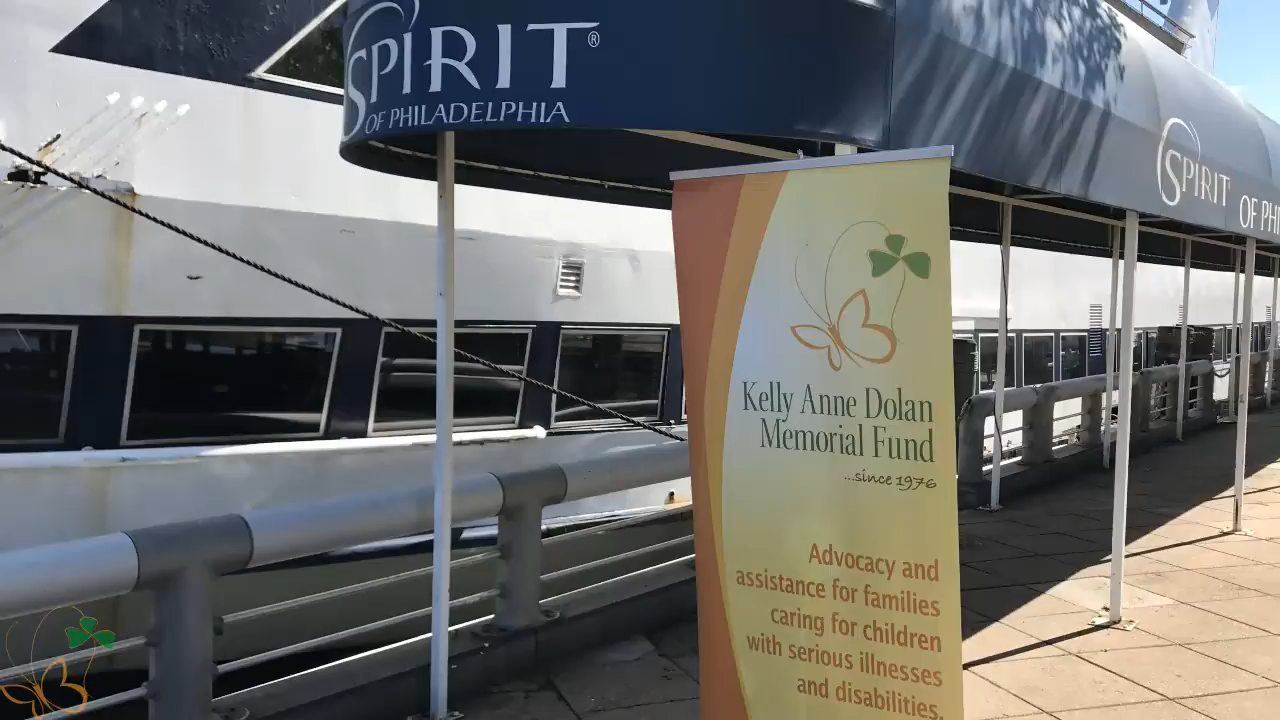 SPIRIT®
OF PHILADELPHIA
SPIRIT OF PHI
Kelly Anne Dolan
Memorial Fund
...since 1976
Advocacy and
assistance for families
caring for children
with serious illnesses
and disabilities.